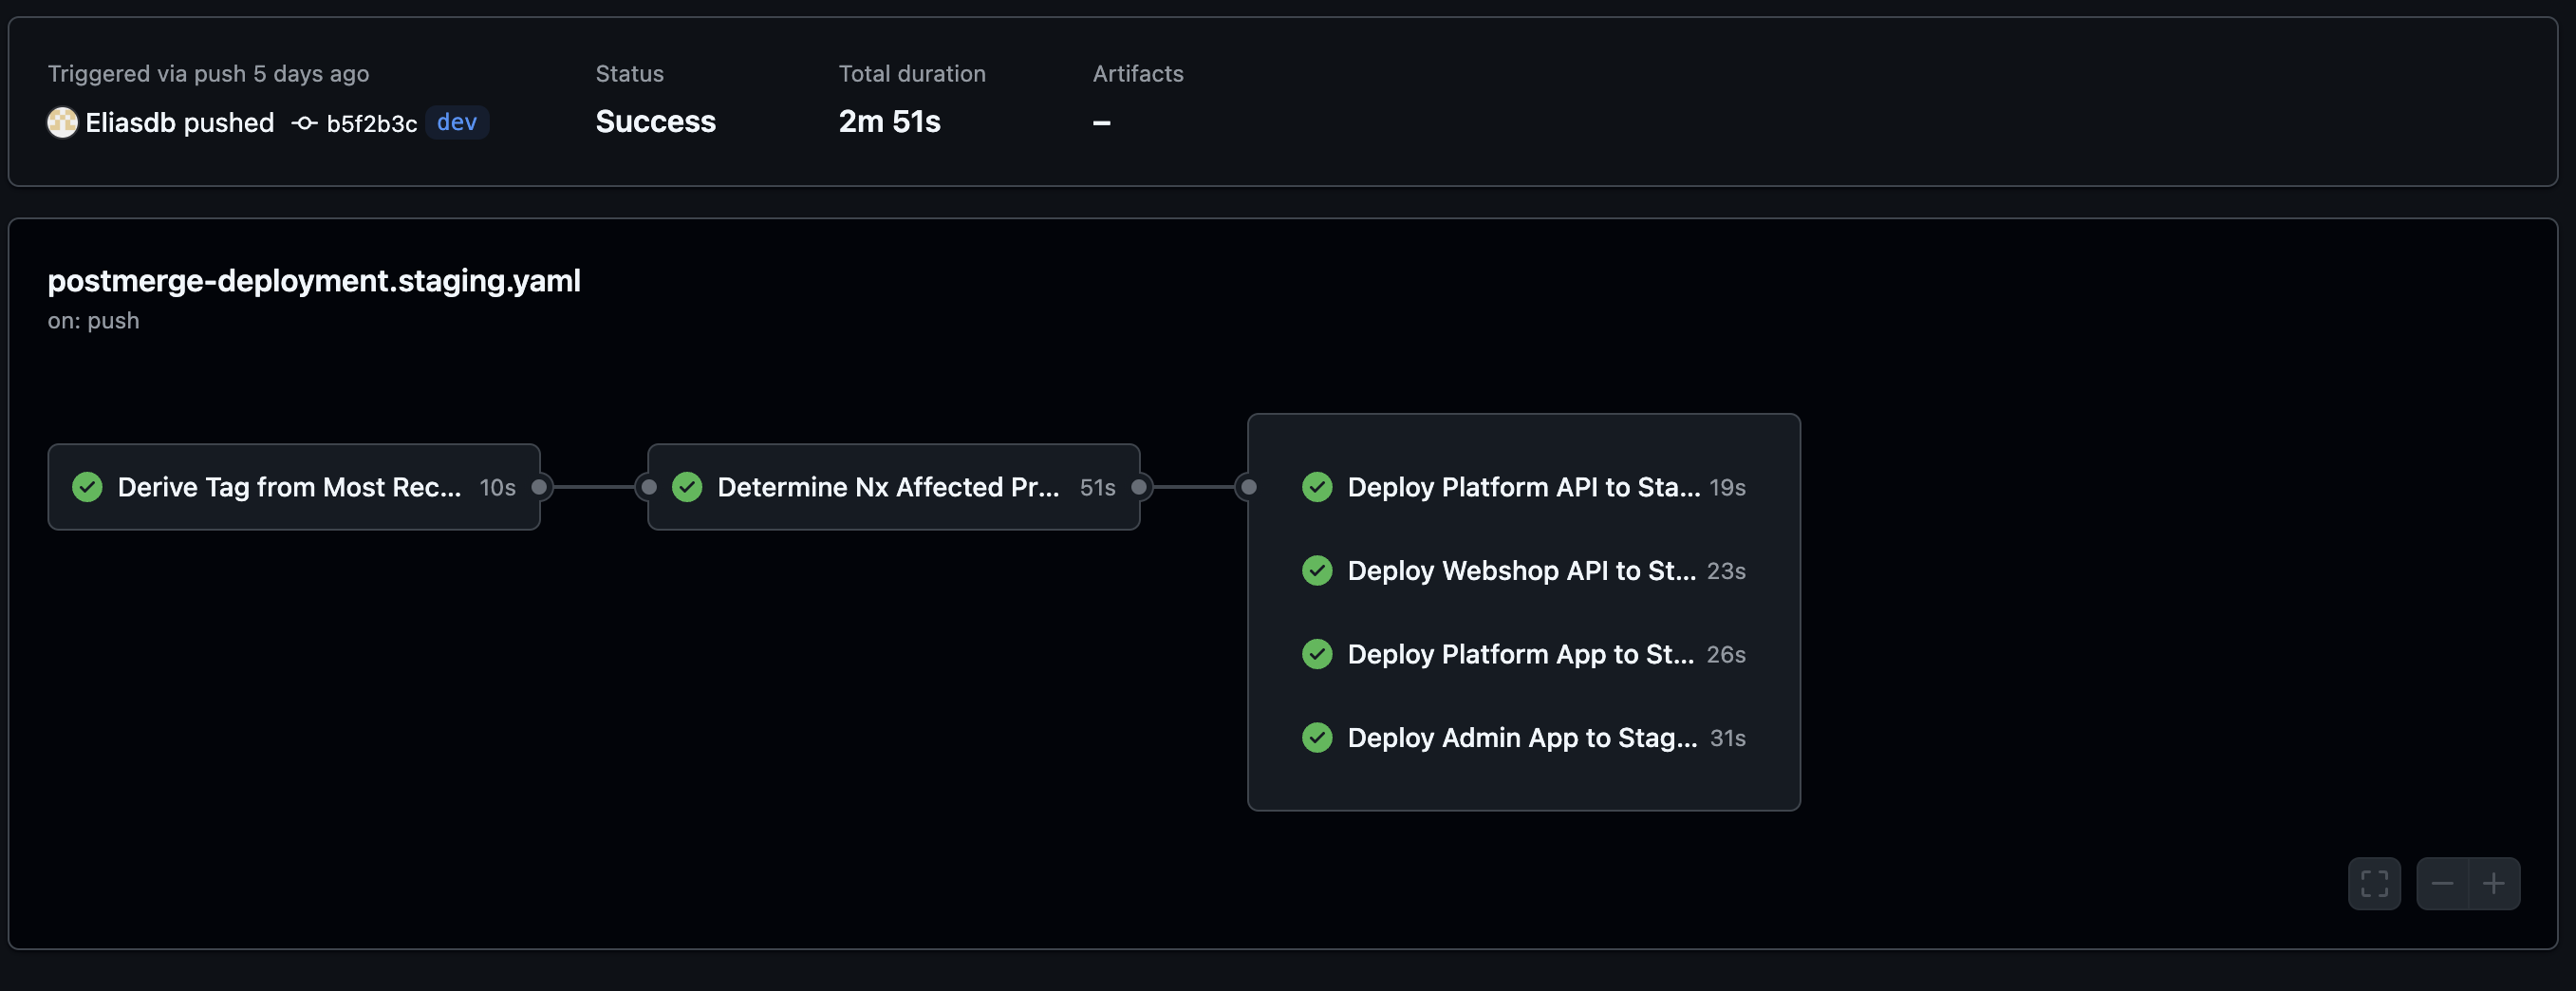 Triggered via push 5 days ago
Eliasdb pushed b5f2b3c dev
Status
Success
Total duration
2m 51s
Artifacts
–
postmerge-deployment.staging.yaml
on: push
Derive Tag from Most Rec... 10s
Determine Nx Affected Pr... 51s
Deploy Platform API to Sta... 19s
Deploy Webshop API to St... 23s
Deploy Platform App to St... 26s
Deploy Admin App to Stag... 31s